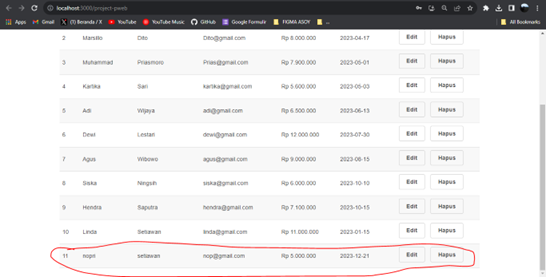 localhost:3000/project-pweb
Apps Gmail (1) Beranda / X YouTube YouTube Music GitHub Google Formulir FIGMA ASOY .. All Bookmarks
2 Dito Dito@gmail.com Rp 8.000.000 2023-04-17 Edit Hapus
3 Muhammad Priasmoro Prias@gmail.com Rp 7.900.000 2023-05-01 Edit Hapus
4 Kartika Sari kartika@gmail.com Rp 5.600.000 2023-05-03 Edit Hapus
5 Adi Wijaya adi@gmail.com Rp 6.500.000 2023-06-13 Edit Hapus
6 Dewi Lestari dewi@gmail.com Rp 12.000.000 2023-07-30 Edit Hapus
7 Agus Wibowo agus@gmail.com Rp 9.000.000 2023-08-15 Edit Hapus
8 Siska Ningsih siska@gmail.com Rp 6.000.000 2023-10-10 Edit Hapus
9 Hendra Saputra hendra@gmail.com Rp 7.100.000 2023-10-15 Edit Hapus
10 Linda Setiawan linda@gmail.com Rp 11.000.000 2023-01-15 Edit Hapus
11 nopri setiawan nop@gmail.com Rp 5.000.000 2023-12-21 Edit Hapus